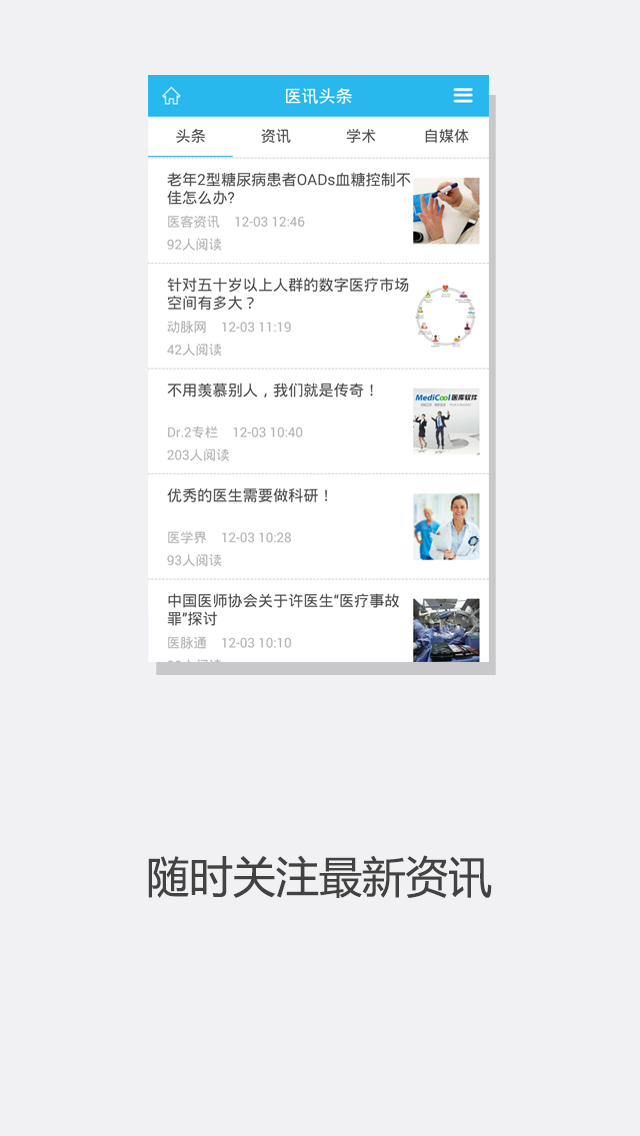 医讯头条
头条 资讯 学术 自媒体
老年2型糖尿病患者OADs血糖控制不
佳怎么办?
医客资讯 12-03 12:46
92人阅读
针对五十岁以上人群的数字医疗市场
空间有多大？
动脉网 12-03 11:19
42人阅读
不用羡慕别人，我们就是传奇！
MediCool医库软件
Dr.2专栏 12-03 10:40
203人阅读
优秀的医生需要做科研！
医学界 12-03 10:28
93人阅读
中国医师协会关于许医生“医疗事故
罪”探讨
医脉通 12-03 10:10
随时关注最新资讯